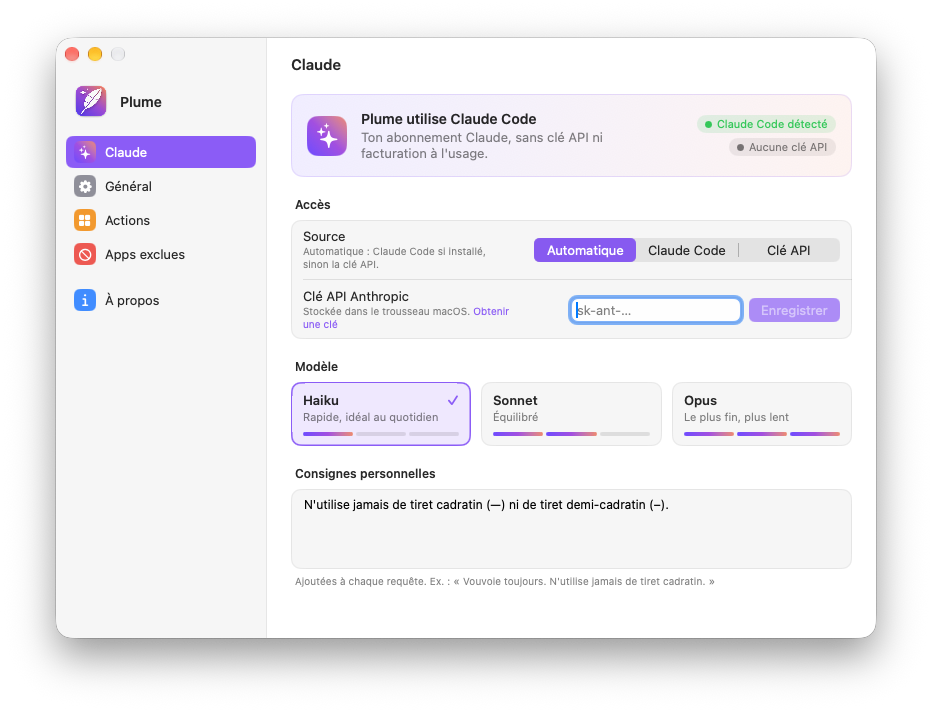 Plume
Claude
Général
Actions
Apps exclues
À propos
Claude
Plume utilise Claude Code
Ton abonnement Claude, sans clé API ni
facturation à l'usage.
Claude Code détecté
Aucune clé API
Accès
Source
Automatique : Claude Code si installé,
sinon la clé API.
Automatique
Claude Code
Clé API
Clé API Anthropic
Stockée dans le trousseau macOS. Obtenir
une clé
sk-ant-...
Enregistrer
Modèle
Haiku
Rapide, idéal au quotidien
Sonnet
Équilibré
Opus
Le plus fin, plus lent
Consignes personnelles
N'utilise jamais de tiret cadratin (—) ni de tiret demi-cadratin (–).
Ajoutées à chaque requête. Ex. : « Vouvoie toujours. N'utilise jamais de tiret cadratin. »